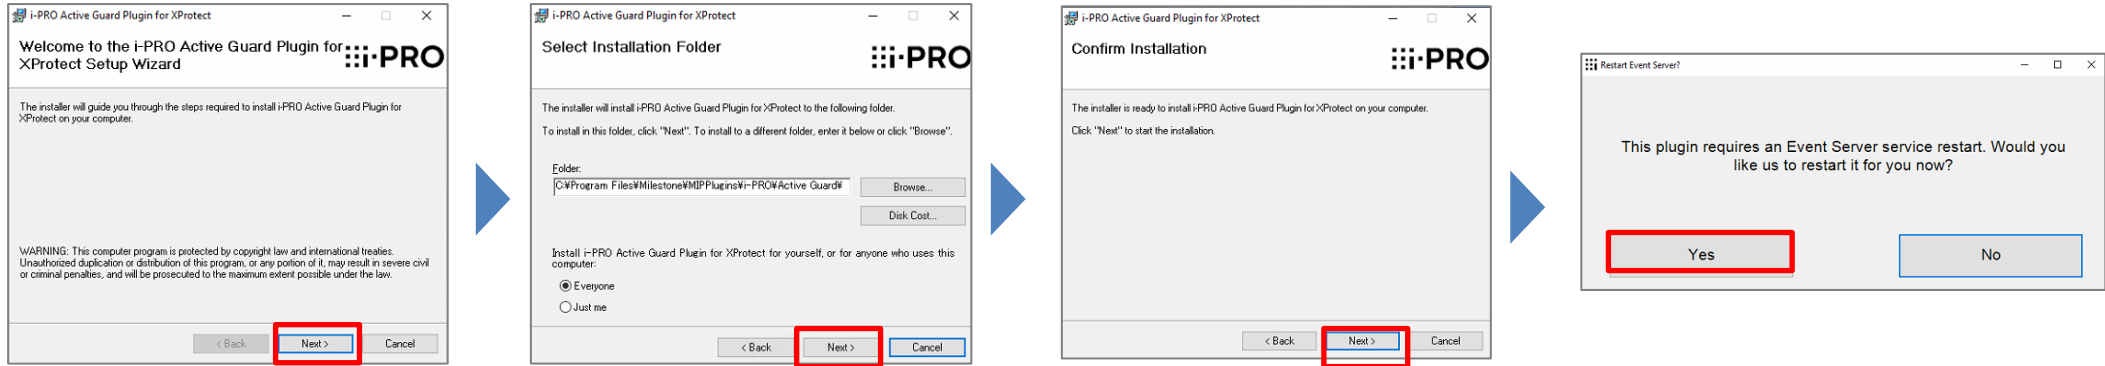 i-PRO Active Guard Plugin for XProtect
Welcome to the i-PRO Active Guard Plugin for
XProtect Setup Wizard
i-PRO
The installer will guide you through the steps required to install i-PRO Active Guard Plugin for
XProtect on your computer.
WARNING: This computer program is protected by copyright law and international treaties.
Unauthorized duplication or distribution of this program, or any portion of it, may result in severe civil
or criminal penalties, and will be prosecuted to the maximum extent possible under the law.
< Back
Next >
Cancel
i-PRO Active Guard Plugin for XProtect
Select Installation Folder
i-PRO
The installer will install i-PRO Active Guard Plugin for XProtect to the following folder.
To install in this folder, click "Next". To install to a different folder, enter it below or click "Browse".
Folder:
C:¥Program Files¥Milestone¥MIPPlugins¥i-PRO¥Active Guard¥
Browse...
Disk Cost...
Install i-PRO Active Guard Plugin for XProtect for yourself, or for anyone who uses this
computer:
Everyone
Just me
< Back
Next >
Cancel
i-PRO Active Guard Plugin for XProtect
Confirm Installation
i-PRO
The installer is ready to install i-PRO Active Guard Plugin for XProtect on your computer.
Click "Next" to start the installation.
< Back
Next >
Cancel
Restart Event Server?
This plugin requires an Event Server service restart. Would you
like us to restart it for you now?
Yes
No